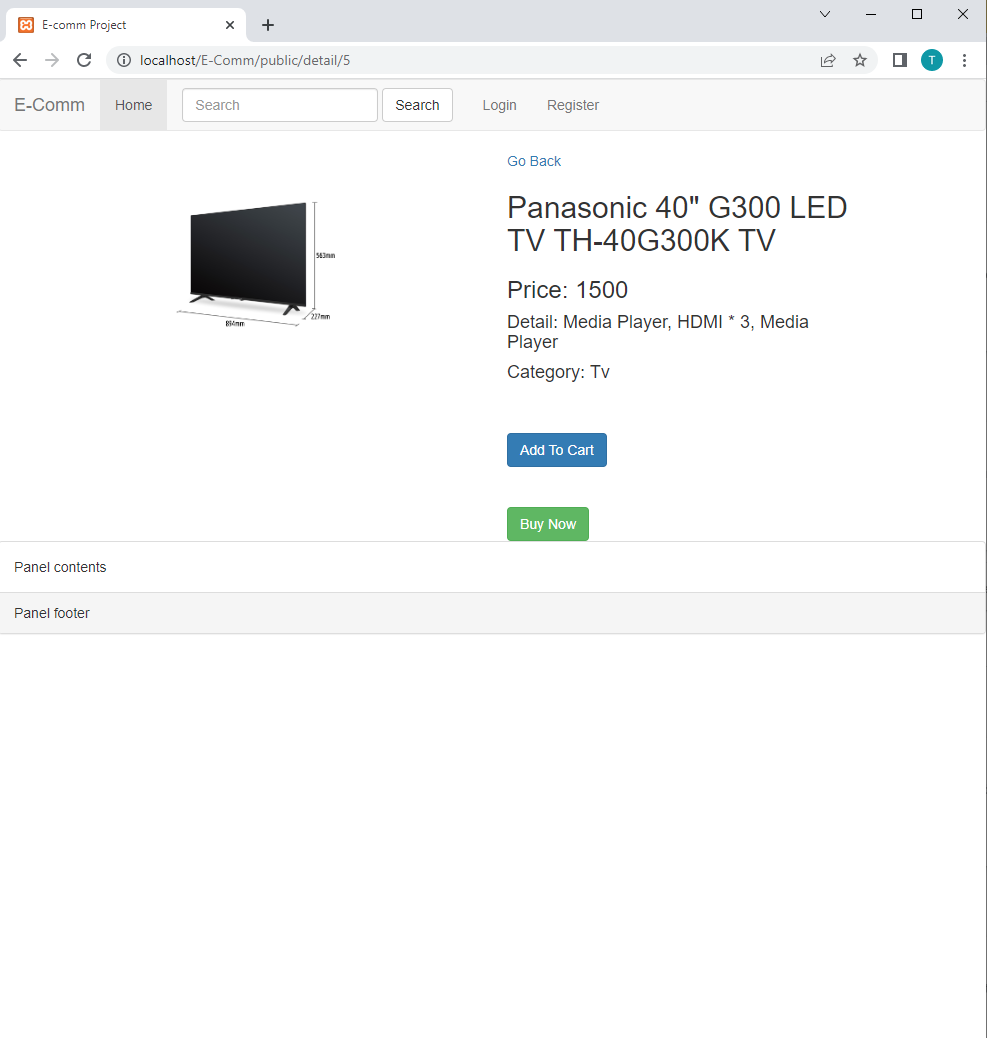 E-comm Project
localhost/E-Comm/public/detail/5
T
E-Comm Home Search Search Login Register
Go Back
Panasonic 40" G300 LED
TV TH-40G300K TV
563mm
227mm
894mm
Price: 1500
Detail: Media Player, HDMI * 3, Media
Player
Category: Tv
Add To Cart
Buy Now
Panel contents
Panel footer